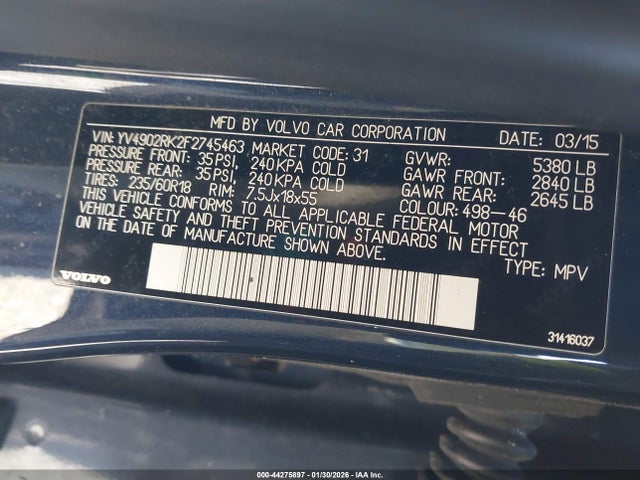 MFD BY VOLVO CAR CORPORATION DATE: 03/15
VIN: YV4902RK2F2745463 MARKET CODE: 31 GVWR: 5380 LB
PRESSURE FRONT: 35PSI, 240KPA COLD GAWR FRONT: 2840 LB
PRESSURE REAR: 35PSI, 240 KPA COLD GAWR REAR: 2645 LB
TIRES: 235/60R18 RIM: 7.5Jx18x55 COLOUR: 498-46
THIS VEHICLE CONFORMS TO ALL APPLICABLE FEDERAL MOTOR
VEHICLE SAFETY AND THEFT PREVENTION STANDARDS IN EFFECT
ON THE DATE OF MANUFACTURE SHOWN ABOVE.
TYPE: MPV
VOLVO
31416037
000-44275897 - 01/30/2026 - IAA Inc.